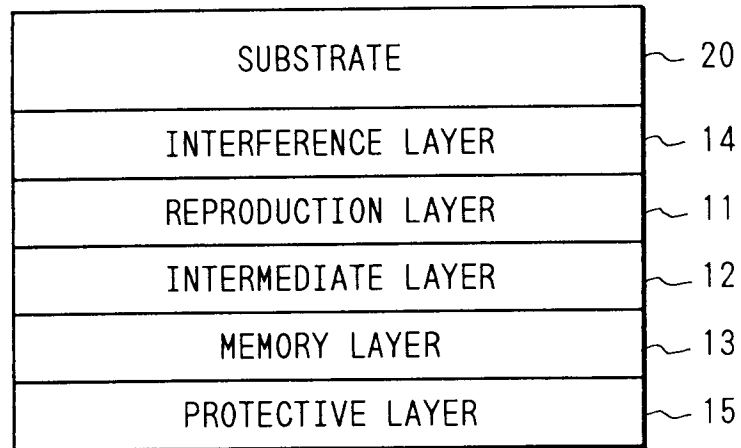 SUBSTRATE 20
INTERFERENCE LAYER 14
REPRODUCTION LAYER 11
INTERMEDIATE LAYER 12
MEMORY LAYER 13
PROTECTIVE LAYER 15